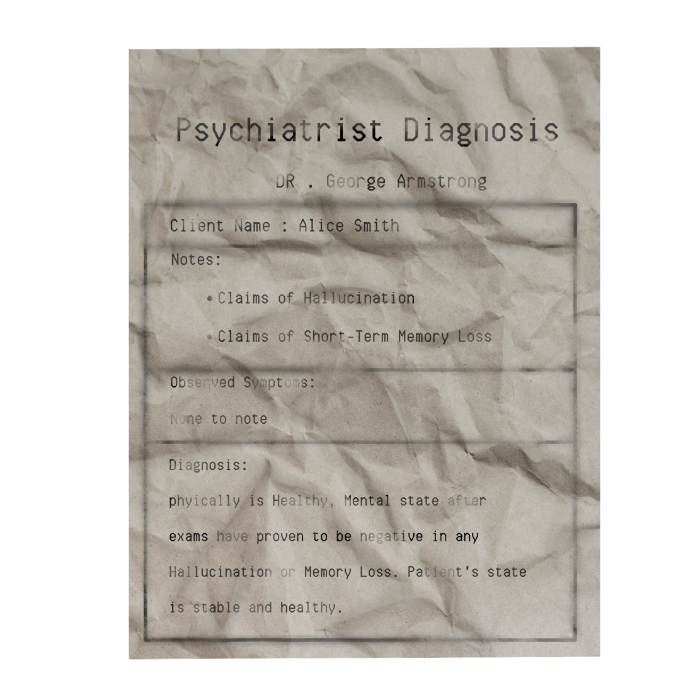 Psychiatrist Diagnosis
DR . George Armstrong
Client Name : Alice Smith
Notes:
• Claims of Hallucination
• Claims of Short-Term Memory Loss
Observed Symptoms:
None to note
Diagnosis:
phyically is Healthy, Mental state after
exams have proven to be negative in any
Hallucination or Memory Loss. Patient's state
is stable and healthy.